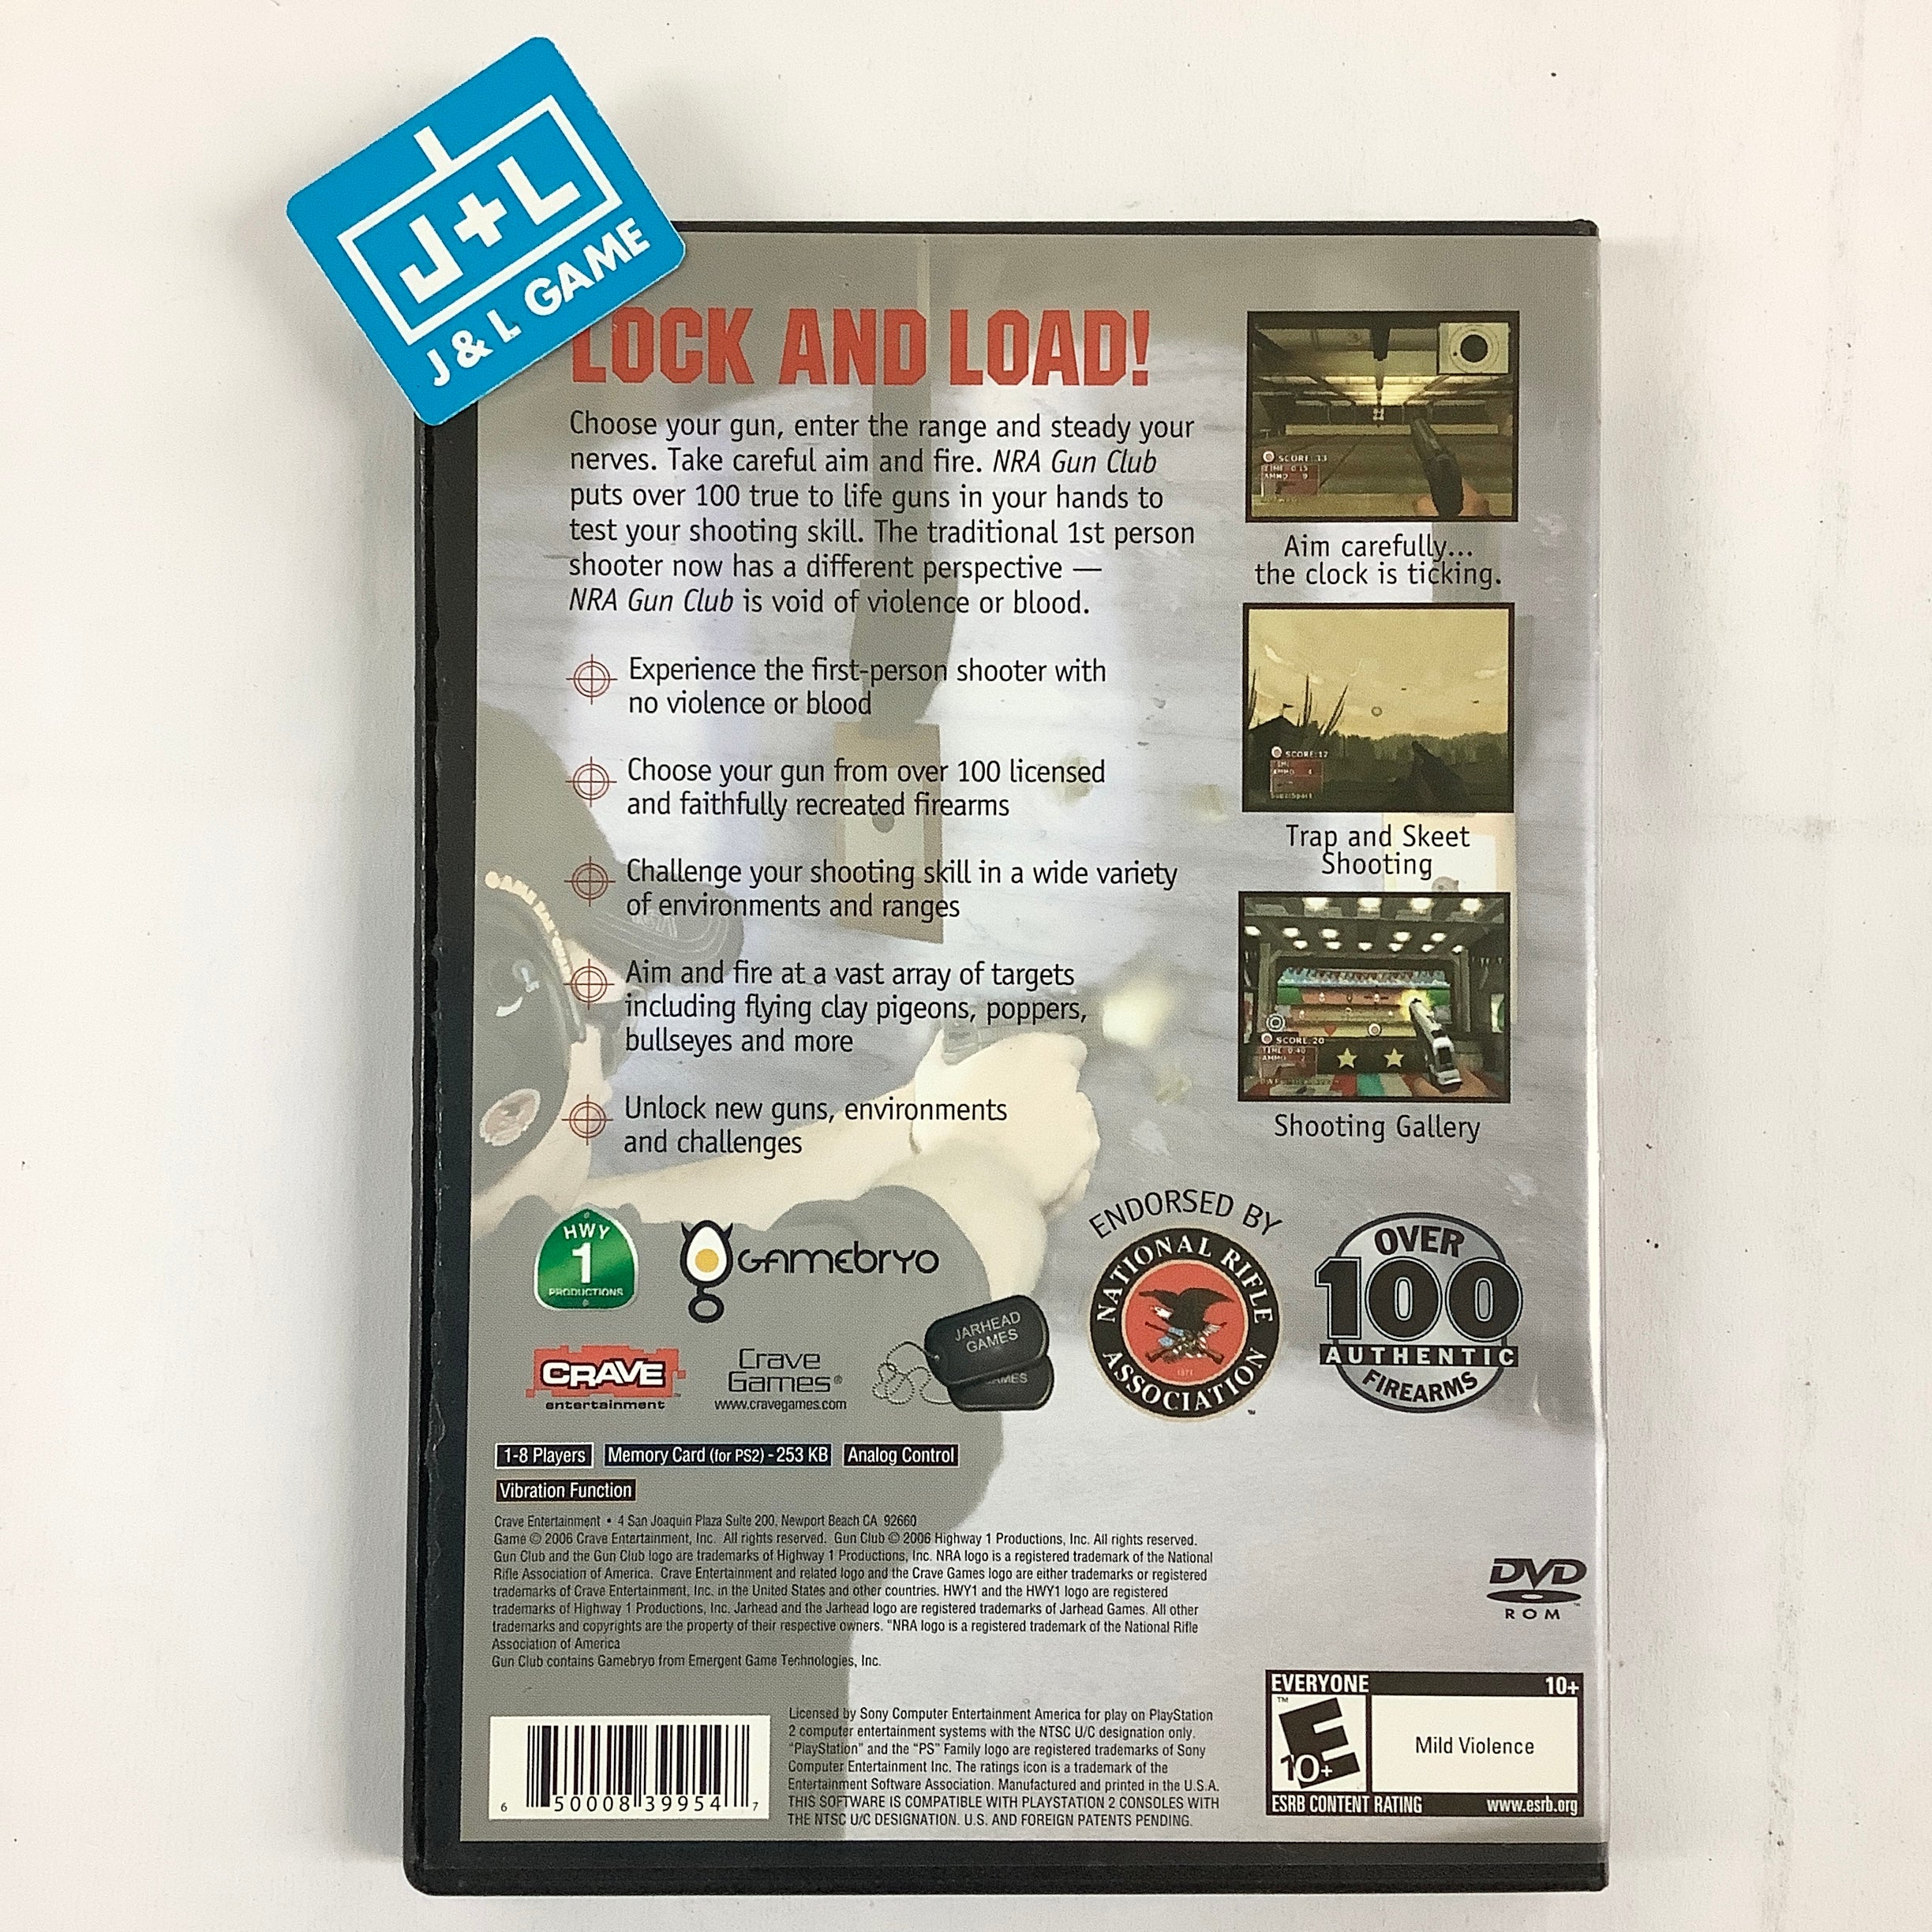 J+L
J & L GAME
LOCK AND LOAD!
Choose your gun, enter the range and steady your
nerves. Take careful aim and fire. NRA Gun Club
puts over 100 true to life guns in your hands to
test your shooting skill. The traditional 1st person
shooter now has a different perspective —
NRA Gun Club is void of violence or blood.
Experience the first-person shooter with
no violence or blood
Choose your gun from over 100 licensed
and faithfully recreated firearms
Challenge your shooting skill in a wide variety
of environments and ranges
Aim and fire at a vast array of targets
including flying clay pigeons, poppers,
bullseyes and more
Unlock new guns, environments
and challenges
SCORE:33
TIME 0:15
AMMO 9
Aim carefully...
the clock is ticking.
SCORE:17
AMMO
Trap and Skeet
Shooting
SCORE:20
TIME 0:40
AMMO
Shooting Gallery
HWY
1
PRODUCTIONS
GAMEBRYO
JARHEAD
GAMES
GAMES
CRAVE
entertainment
Crave
Games®
www.cravegames.com
ENDORSED BY
NATIONAL RIFLE
1871
ASSOCIATION
OVER
100
AUTHENTIC
FIREARMS
1-8 Players
Memory Card (for PS2) - 253 KB
Analog Control
Vibration Function
Crave Entertainment • 4 San Joaquin Plaza Suite 200, Newport Beach CA 92660
Game © 2006 Crave Entertainment, Inc. All rights reserved. Gun Club © 2006 Highway 1 Productions, Inc. All rights reserved.
Gun Club and the Gun Club logo are trademarks of Highway 1 Productions, Inc. NRA logo is a registered trademark of the National
Rifle Association of America. Crave Entertainment and related logo and the Crave Games logo are either trademarks or registered
trademarks of Crave Entertainment, Inc. in the United States and other countries. HWY1 and the HWY1 logo are registered
trademarks of Highway 1 Productions, Inc. Jarhead and the Jarhead logo are registered trademarks of Jarhead Games. All other
trademarks and copyrights are the property of their respective owners. "NRA logo is a registered trademark of the National Rifle
Association of America
Gun Club contains Gamebryo from Emergent Game Technologies, Inc.
DVD
ROM
6 50008 39954 7
Licensed by Sony Computer Entertainment America for play on PlayStation
2 computer entertainment systems with the NTSC U/C designation only.
“PlayStation” and the “PS” Family logo are registered trademarks of Sony
Computer Entertainment Inc. The ratings icon is a trademark of the
Entertainment Software Association. Manufactured and printed in the U.S.A.
THIS SOFTWARE IS COMPATIBLE WITH PLAYSTATION 2 CONSOLES WITH
THE NTSC U/C DESIGNATION. U.S. AND FOREIGN PATENTS PENDING.
EVERYONE 10+
E
10+
Mild Violence
ESRB CONTENT RATING www.esrb.org